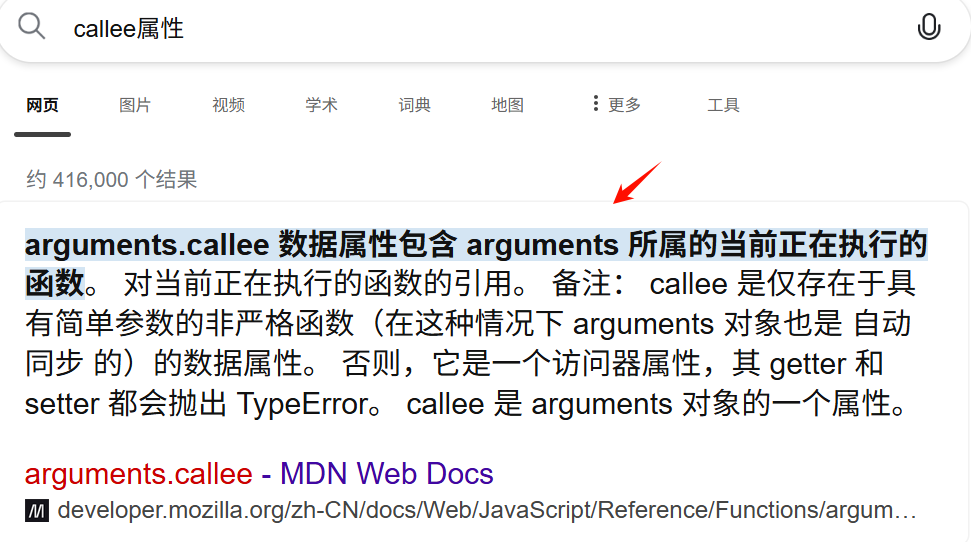 callee属性
网页 图片 视频 学术 词典 地图 更多 工具
约 416,000 个结果
arguments.callee 数据属性包含 arguments 所属的当前正在执行的
函数。 对当前正在执行的函数的引用。 备注： callee 是仅存在于具
有简单参数的非严格函数（在这种情况下 arguments 对象也是 自动
同步 的）的数据属性。 否则，它是一个访问器属性，其 getter 和
setter 都会抛出 TypeError。 callee 是 arguments 对象的一个属性。
arguments.callee - MDN Web Docs
developer.mozilla.org/zh-CN/docs/Web/JavaScript/Reference/Functions/argum…